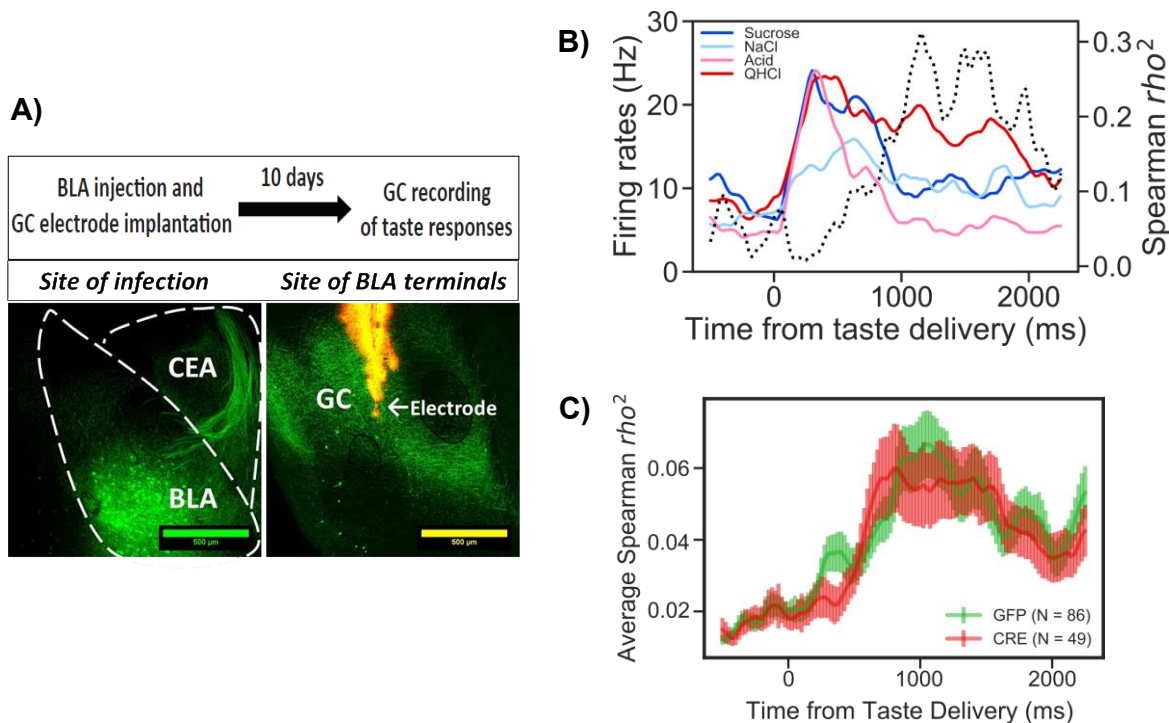 A)
BLA injection and
GC electrode implantation
10 days
GC recording
of taste responses
Site of infection
Site of BLA terminals
CEA
BLA
500 µm
GC
←Electrode
500 µm
B)
Firing rates (Hz)
30
20
10
0
Sucrose
NaCl
Acid
QHCl
0.3
0.2
0.1
0.0
Spearman rho²
0 1000 2000
Time from taste delivery (ms)
C)
Average Spearman rho²
0.06
0.04
0.02
GFP (N = 86)
CRE (N = 49)
0 1000 2000
Time from Taste Delivery (ms)